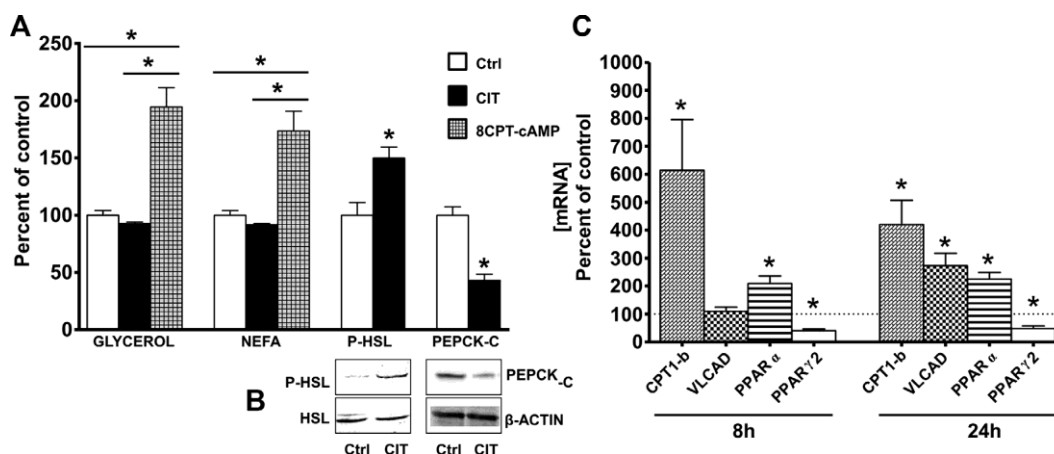 A
250
200
150
100
50
0
Percent of control
*
*
*
*
*
*
Ctrl
CIT
8CPT-cAMP
GLYCEROL NEFA P-HSL PEPCK-C
B
P-HSL
PEPCK-C
HSL
β-ACTIN
Ctrl CIT Ctrl CIT
C
1000
900
800
700
600
500
400
300
200
100
0
[mRNA]
Percent of control
*
*
*
*
*
*
*
CPT1-b VLCAD PPAR α PPARγ2 CPT1-b VLCAD PPAR α PPARγ2
8h 24h